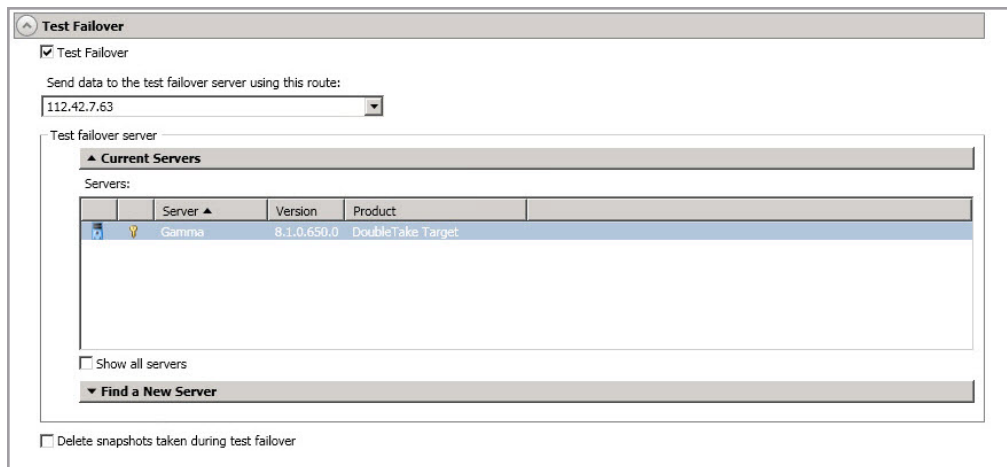 Test Failover
Test Failover
Send data to the test failover server using this route:
112.42.7.63
Test failover server
▲ Current Servers
Servers:
Server ▲ Version Product
Gamma 8.1.0.650.0 DoubleTake Target
Show all servers
▼ Find a New Server
Delete snapshots taken during test failover